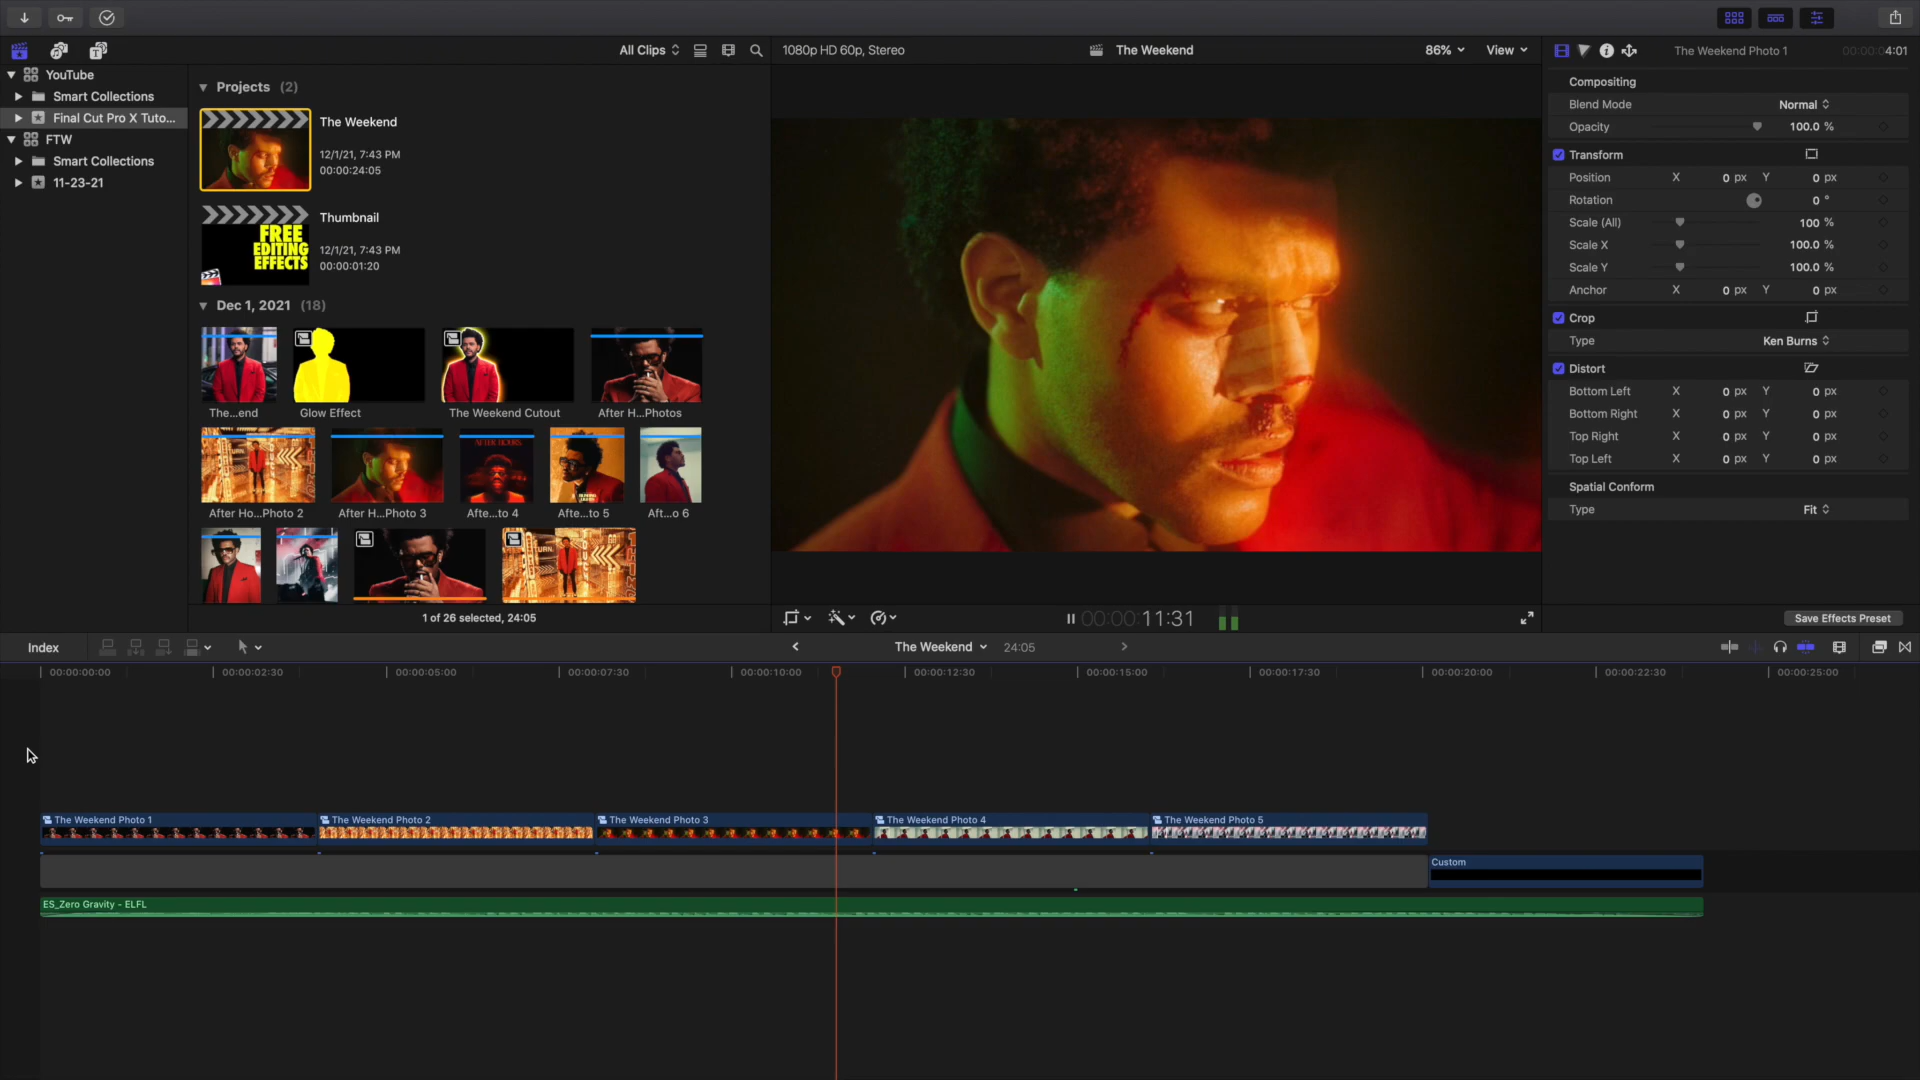 All Clips
1080p HD 60p, Stereo
The Weekend
86%
View
The Weekend Photo 1
00:00:04:01
YouTube
Smart Collections
Final Cut Pro X Tuto...
FTW
Smart Collections
11-23-21
Projects (2)
The Weekend
12/1/21, 7:43 PM
00:00:24:05
Thumbnail
12/1/21, 7:43 PM
00:00:01:20
FREE
EDITING
EFFECTS
Dec 1, 2021 (18)
The...end
Glow Effect
The Weekend Cutout
After H...Photos
AFTER HOURS
After Ho...Photo 2
After H...Photo 3
Afte...to 4
Afte...to 5
Aft...o 6
1 of 26 selected, 24:05
Compositing
Blend Mode Normal
Opacity 100.0 %
Transform
Position X 0 px Y 0 px
Rotation 0 °
Scale (All) 100 %
Scale X 100.0 %
Scale Y 100.0 %
Anchor X 0 px Y 0 px
Crop
Type Ken Burns
Distort
Bottom Left X 0 px Y 0 px
Bottom Right X 0 px Y 0 px
Top Right X 0 px Y 0 px
Top Left X 0 px Y 0 px
Spatial Conform
Type Fit
00:00:11:31
Save Effects Preset
Index
The Weekend
24:05
00:00:00:00
00:00:02:30
00:00:05:00
00:00:07:30
00:00:10:00
00:00:12:30
00:00:15:00
00:00:17:30
00:00:20:00
00:00:22:30
00:00:25:00
The Weekend Photo 1
The Weekend Photo 2
The Weekend Photo 3
The Weekend Photo 4
The Weekend Photo 5
Custom
ES_Zero Gravity - ELFL